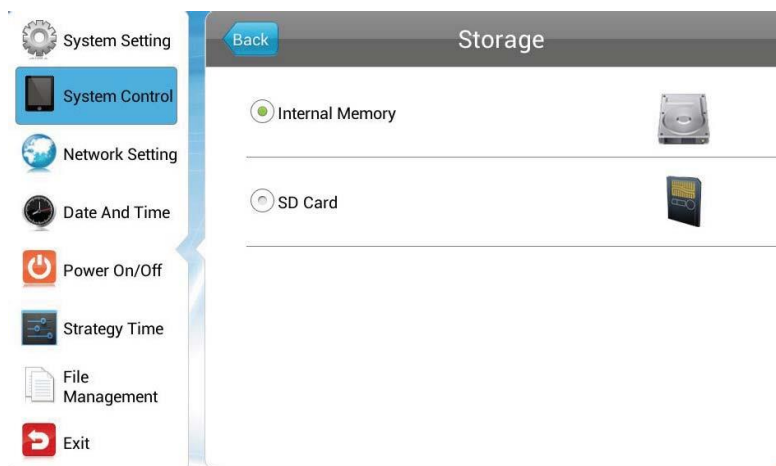 System Setting
System Control
Network Setting
Date And Time
Power On/Off
Strategy Time
File
Management
Exit
Back
Storage
Internal Memory
SD Card